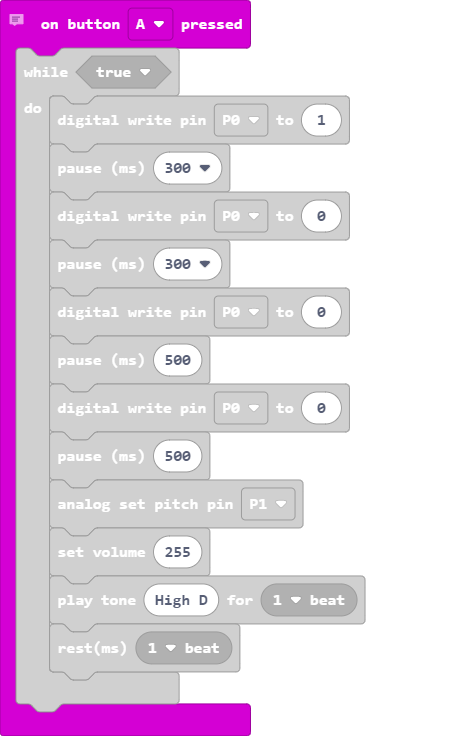 on button A pressed
while true
do
digital write pin P0 to 1
pause (ms) 300
digital write pin P0 to 0
pause (ms) 300
digital write pin P0 to 0
pause (ms) 500
digital write pin P0 to 0
pause (ms) 500
analog set pitch pin P1
set volume 255
play tone High D for 1 beat
rest(ms) 1 beat